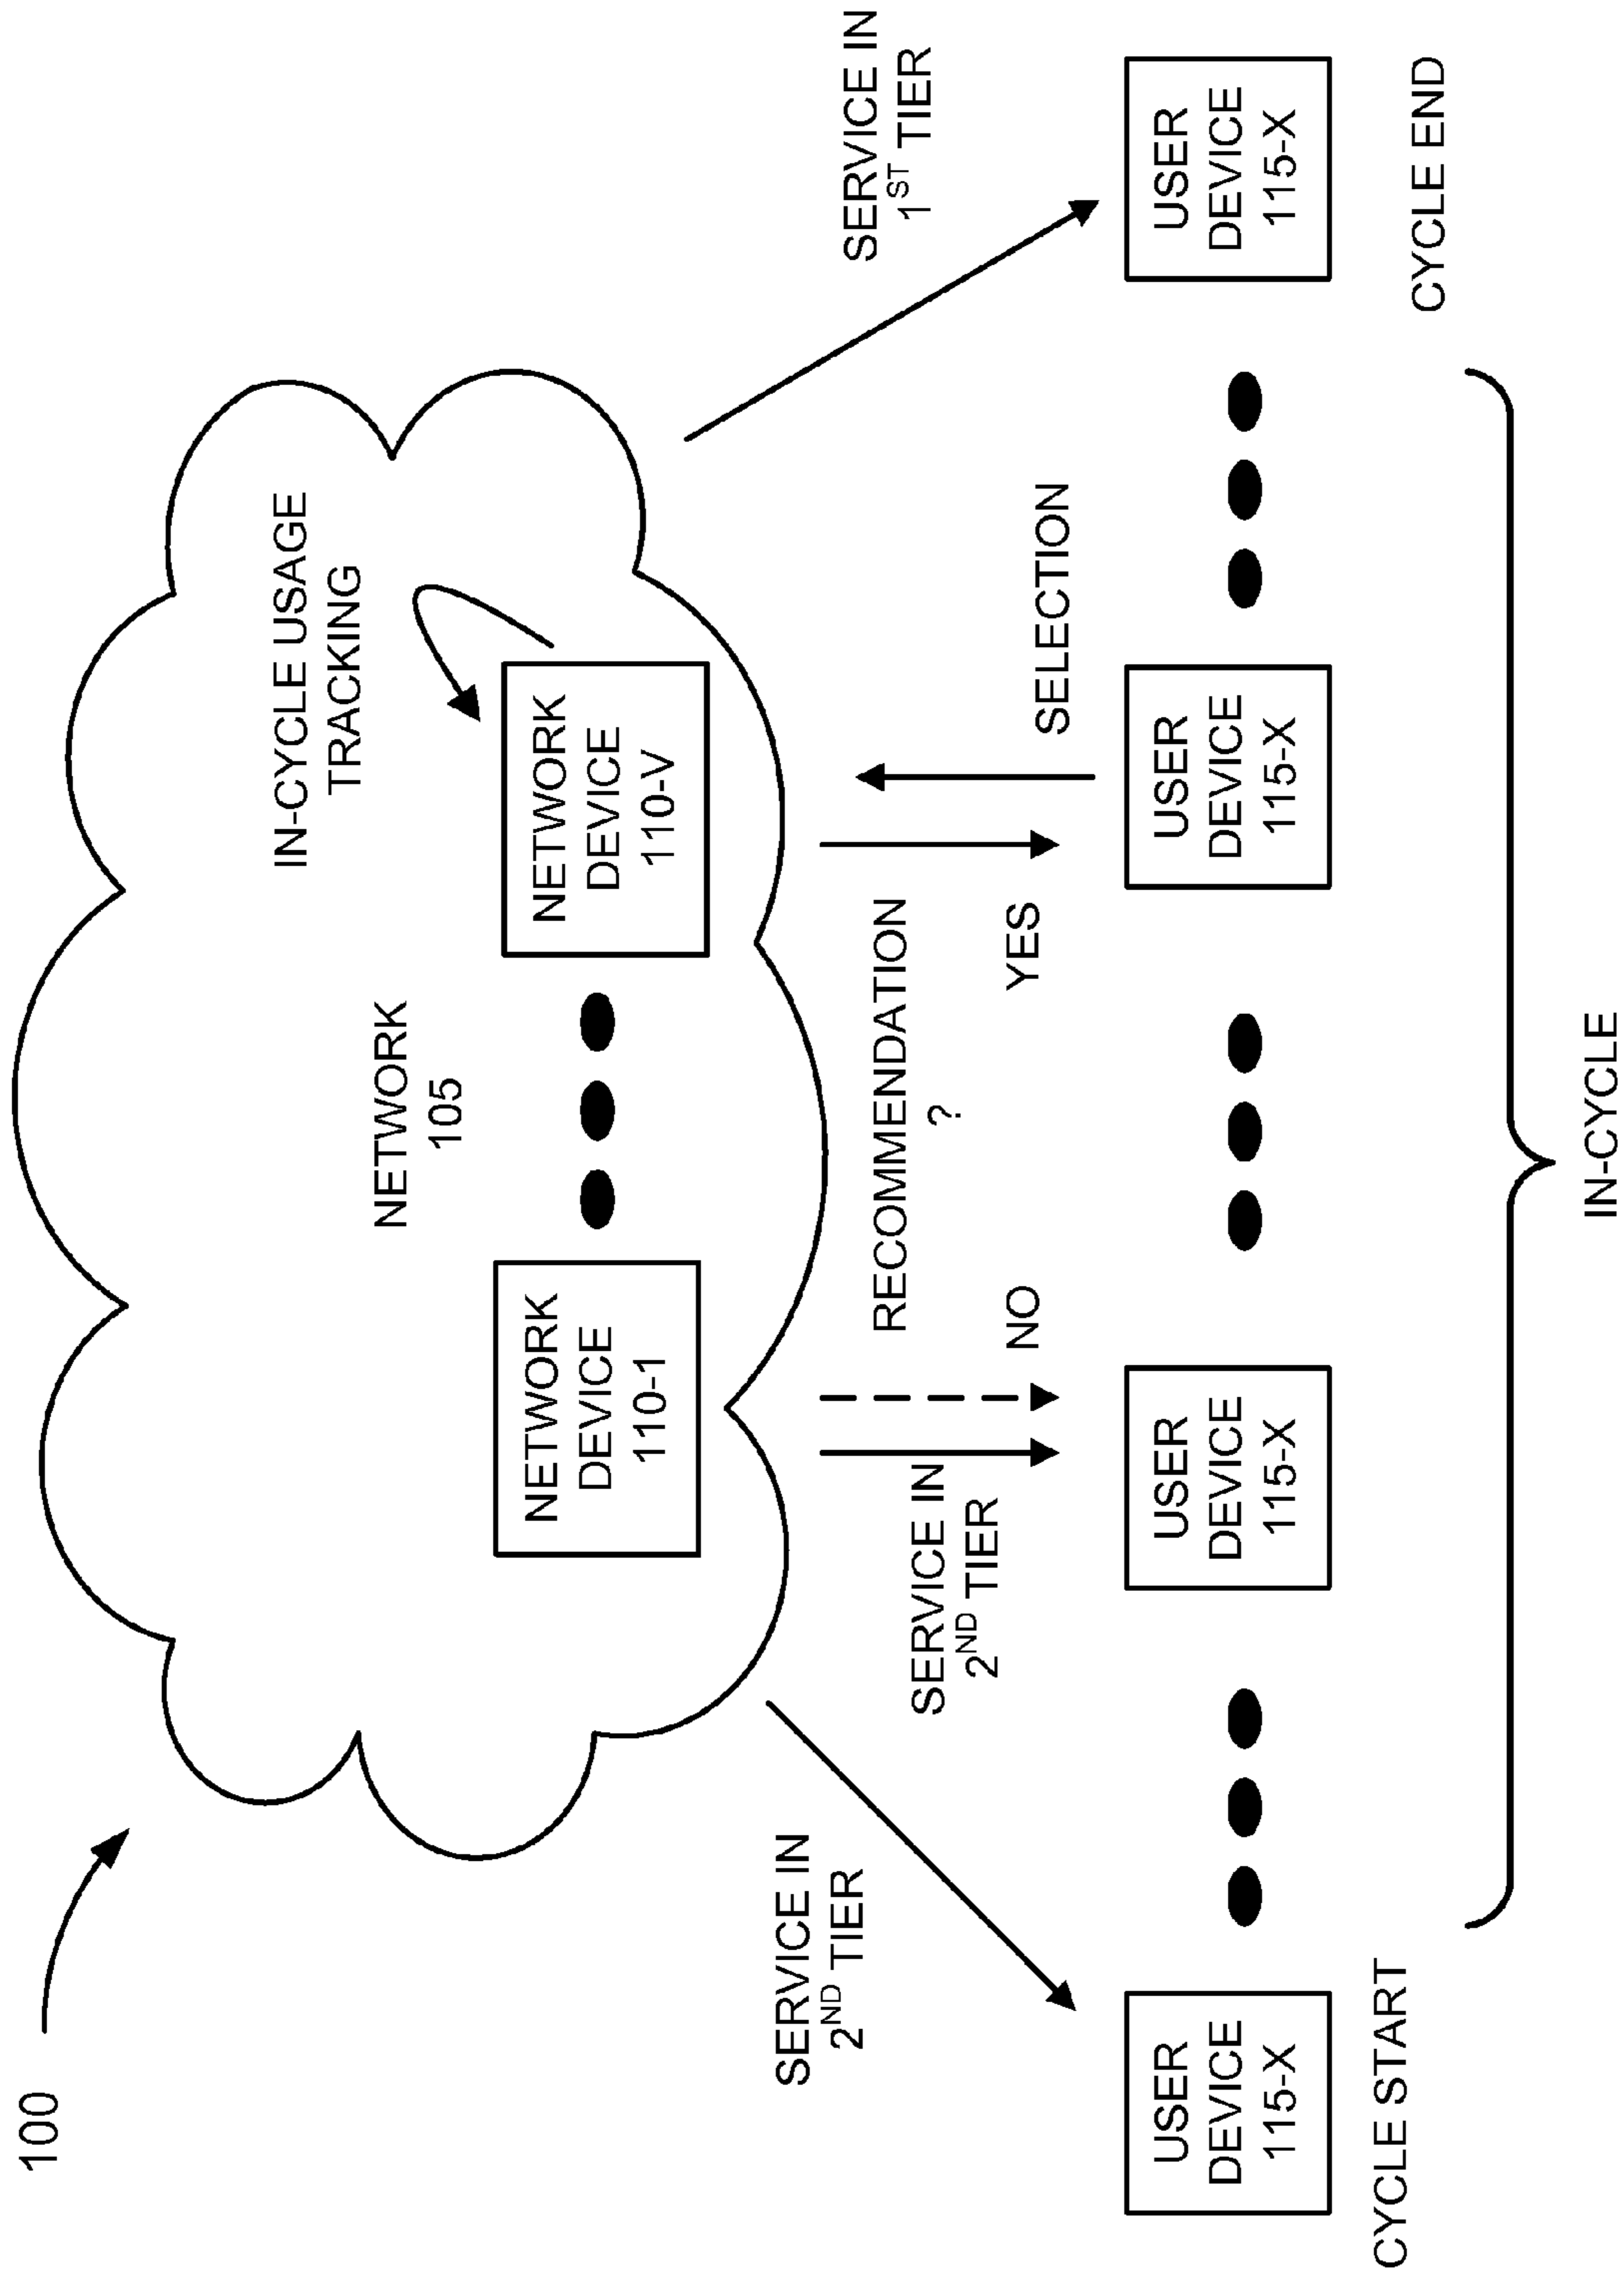 100
NETWORK
105
IN-CYCLE USAGE
TRACKING
NETWORK
DEVICE
110-1
NETWORK
DEVICE
110-V
SERVICE IN
2ND TIER
SERVICE IN
2ND TIER
RECOMMENDATION
?
NO
YES
SELECTION
SERVICE IN
1ST TIER
USER
DEVICE
115-X
USER
DEVICE
115-X
USER
DEVICE
115-X
USER
DEVICE
115-X
CYCLE START
CYCLE END
IN-CYCLE